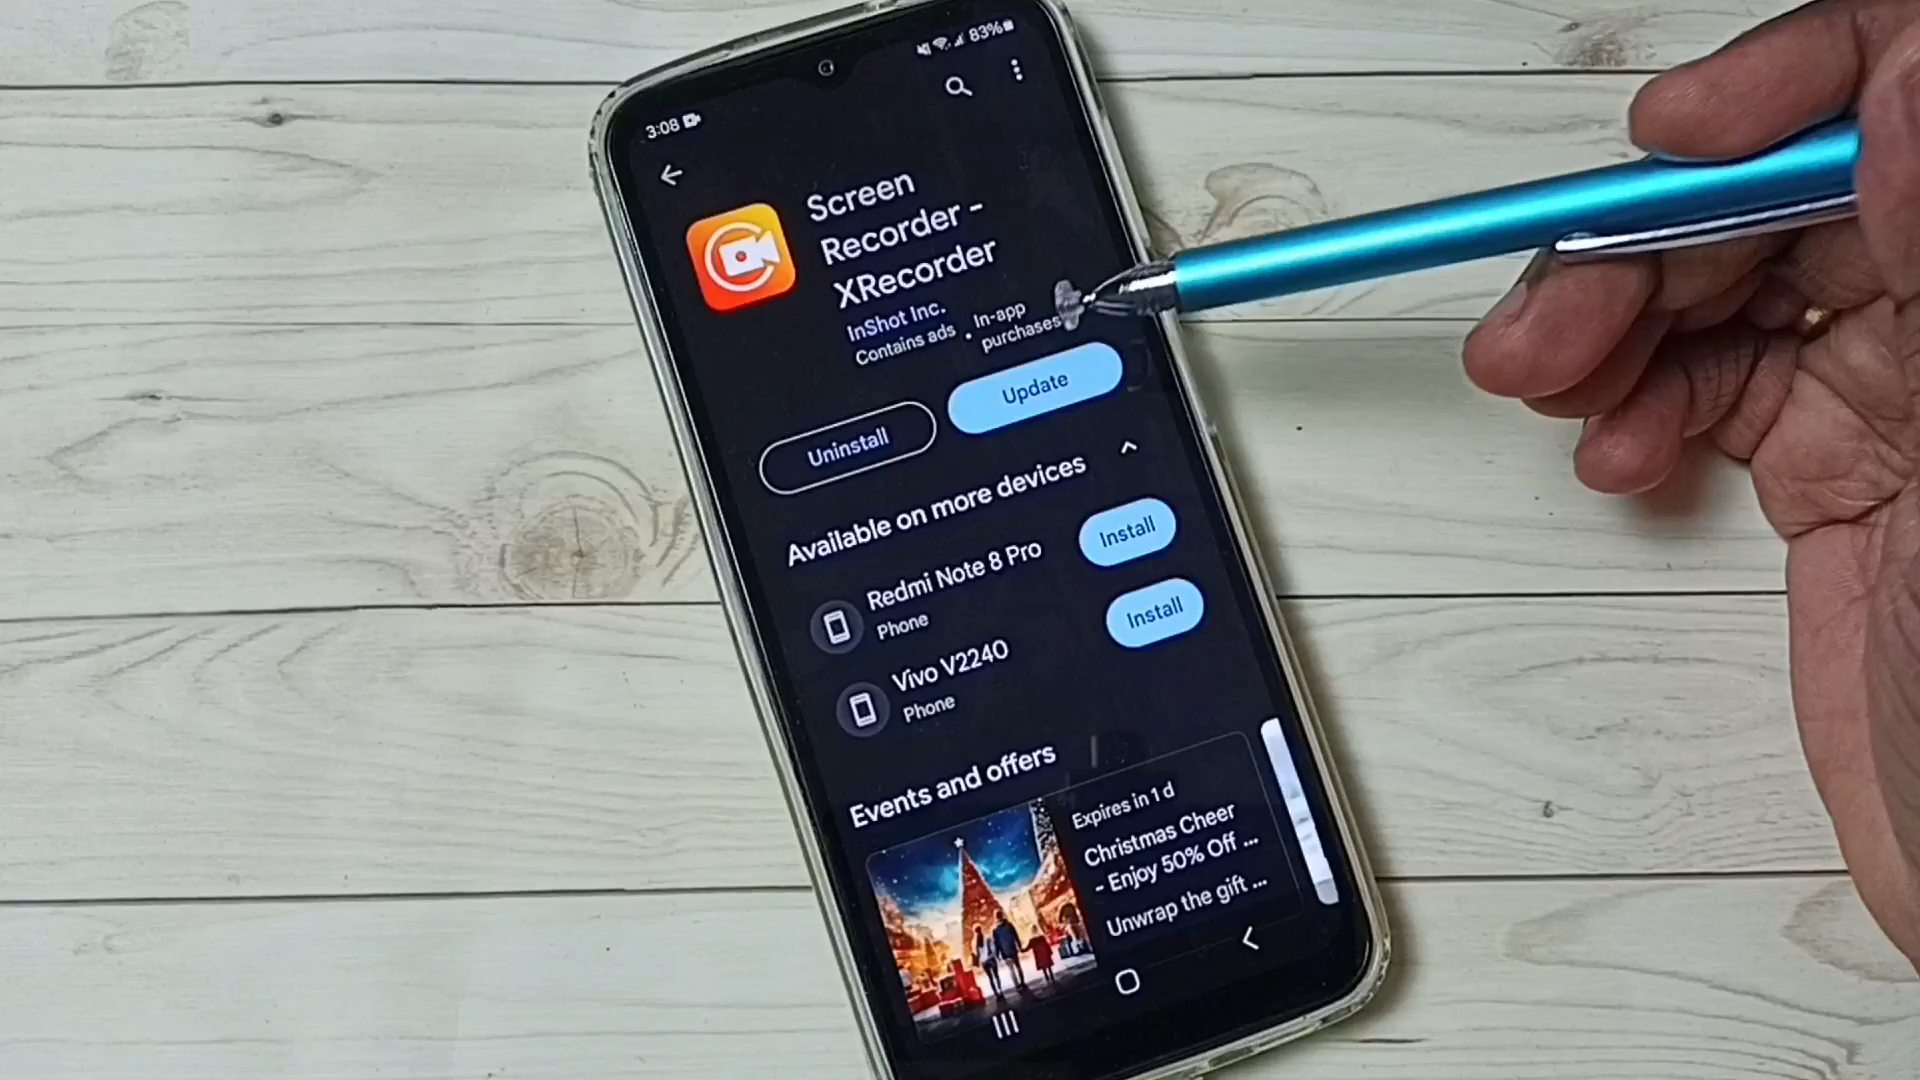 3:08
83%
Screen
Recorder -
XRecorder
InShot Inc.
Contains ads • In-app
purchases
Uninstall
Update
Available on more devices
Redmi Note 8 Pro
Phone
Install
Vivo V2240
Phone
Install
Events and offers
Expires in 1 d
Christmas Cheer
- Enjoy 50% Off ...
Unwrap the gift ...